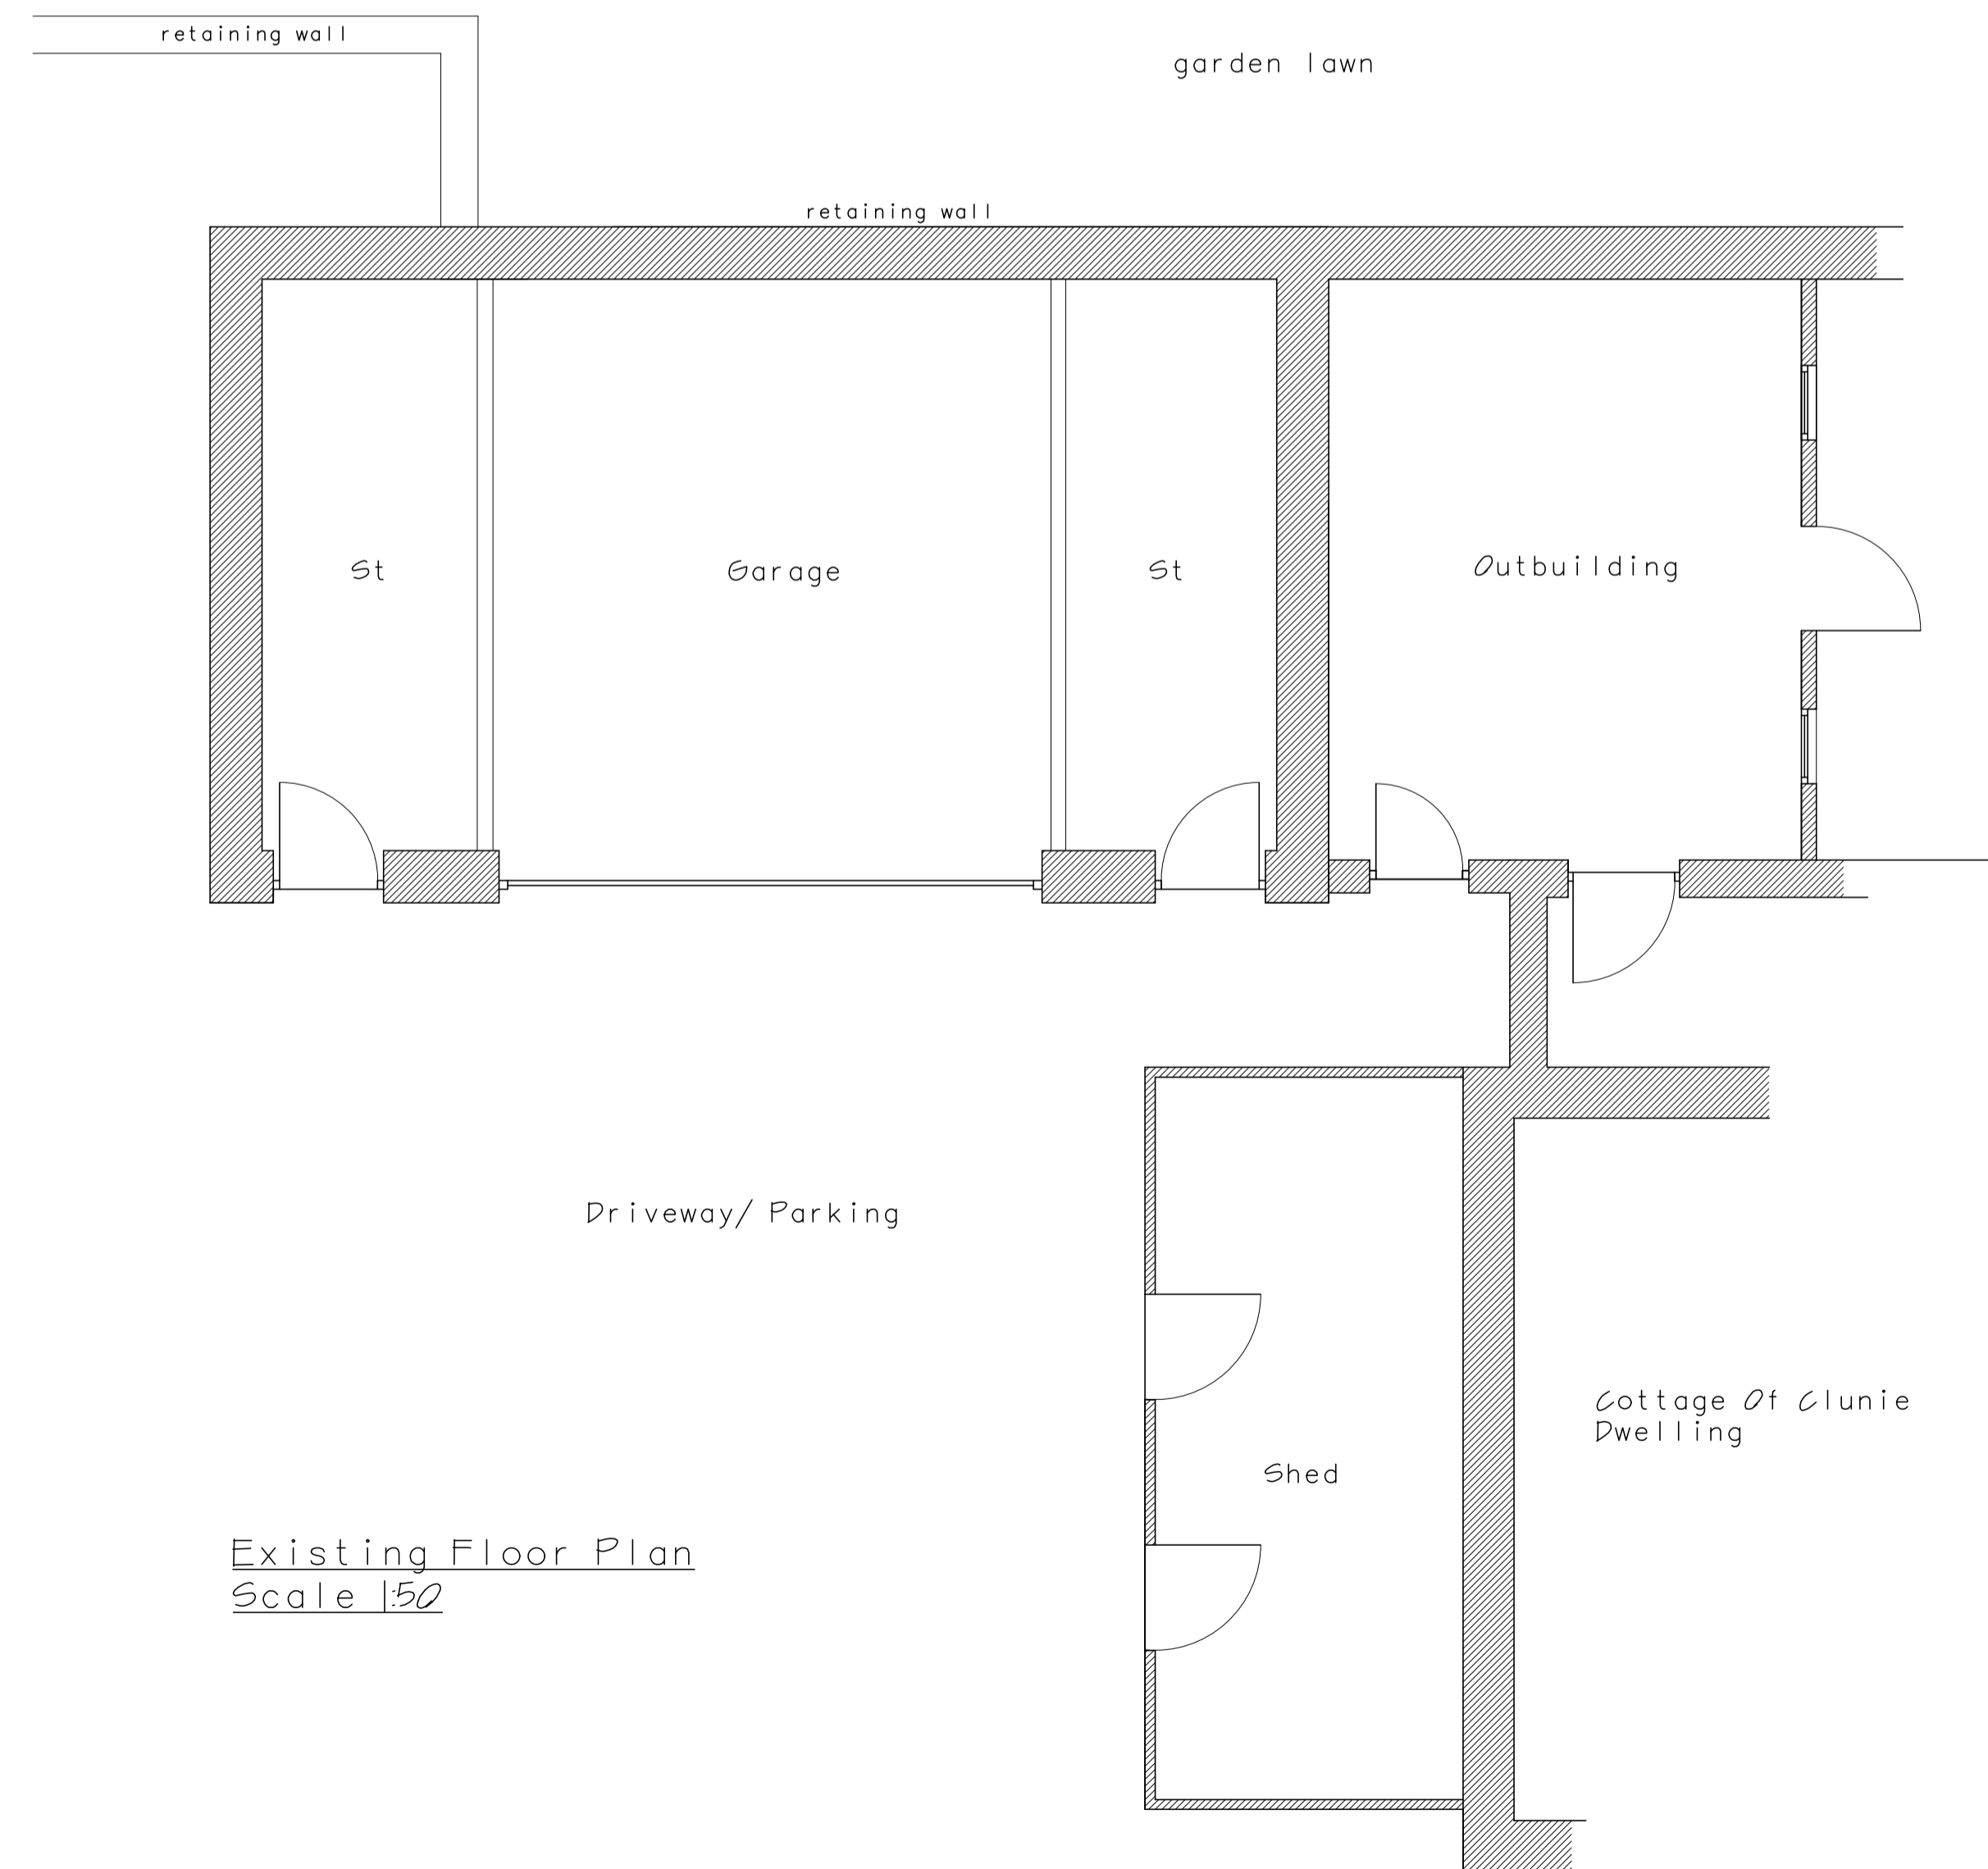 retaining wall
garden lawn
retaining wall
St
Garage
St
Outbuilding
Driveway/ Parking
Cottage Of Clunie
Dwelling
Shed
Existing Floor Plan
Scale 1:50